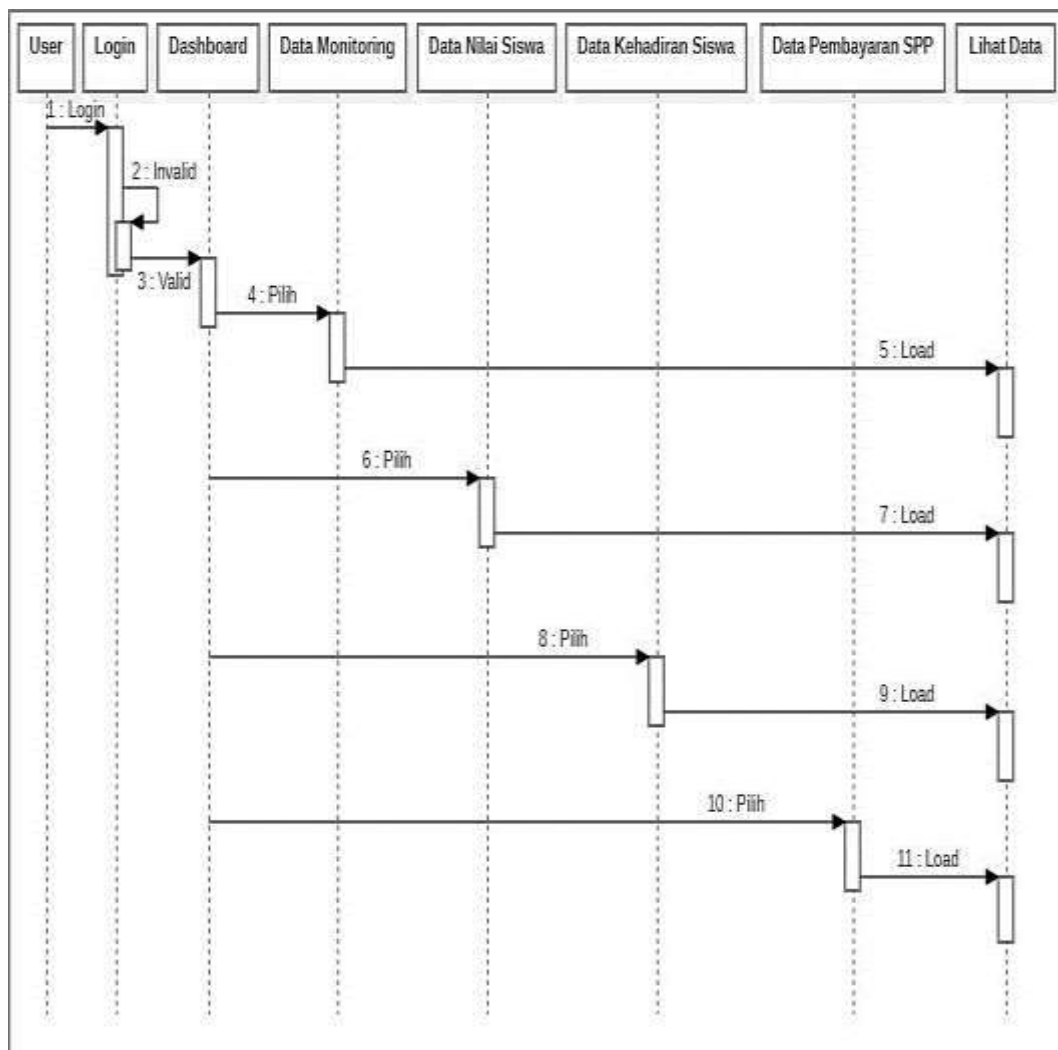 User
Login
Dashboard
Data Monitoring
Data Nilai Siswa
Data Kehadiran Siswa
Data Pembayaran SPP
Lihat Data
1 : Login
2 : Invalid
3 : Valid
4 : Pilih
5 : Load
6 : Pilih
7 : Load
8 : Pilih
9 : Load
10 : Pilih
11 : Load